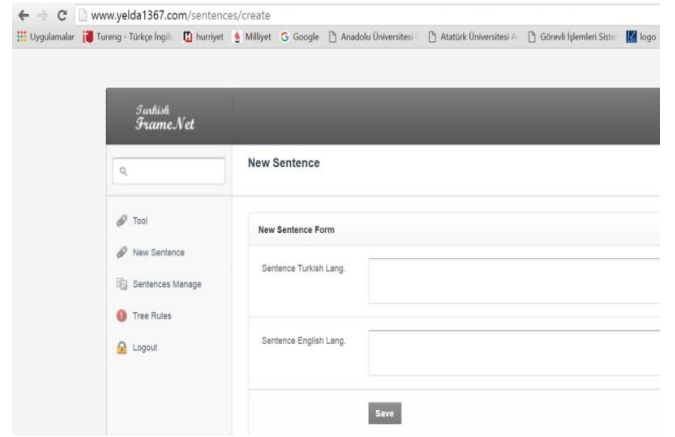 www.yelda1367.com/sentences/create
Uygulamalar Tureng - Türkçe İngili hurriyet Milliyet Google Anadolu Üniversitesi Atatürk Üniversitesi Görevli İşlemleri Siste logo
Turkish
FrameNet
New Sentence
Tool
New Sentence
Sentences Manage
Tree Rules
Logout
New Sentence Form
Sentence Turkish Lang.
Sentence English Lang.
Save